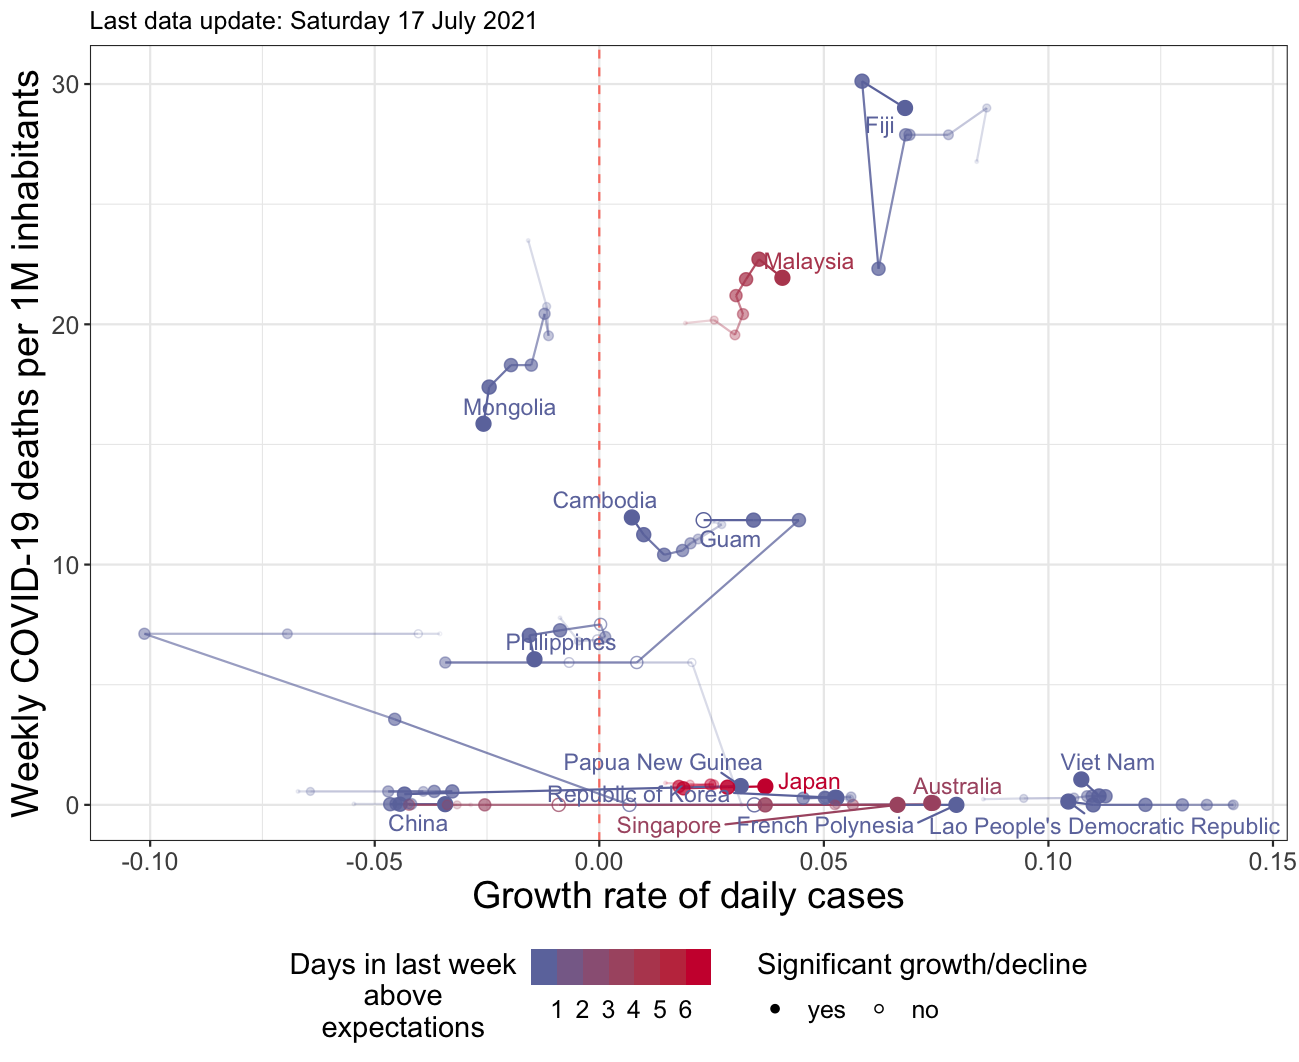 Last data update: Saturday 17 July 2021
Weekly COVID-19 deaths per 1M inhabitants
30
20
10
0
Fiji
Malaysia
Mongolia
Cambodia
Guam
Philippines
Papua New Guinea
Viet Nam
Japan
Republic of Korea
Australia
China
Singapore
French Polynesia
Lao People's Democratic Republic
-0.10
-0.05
0.00
0.05
0.10
0.15
Growth rate of daily cases
Days in last week
above
expectations
1 2 3 4 5 6
Significant growth/decline
yes
no